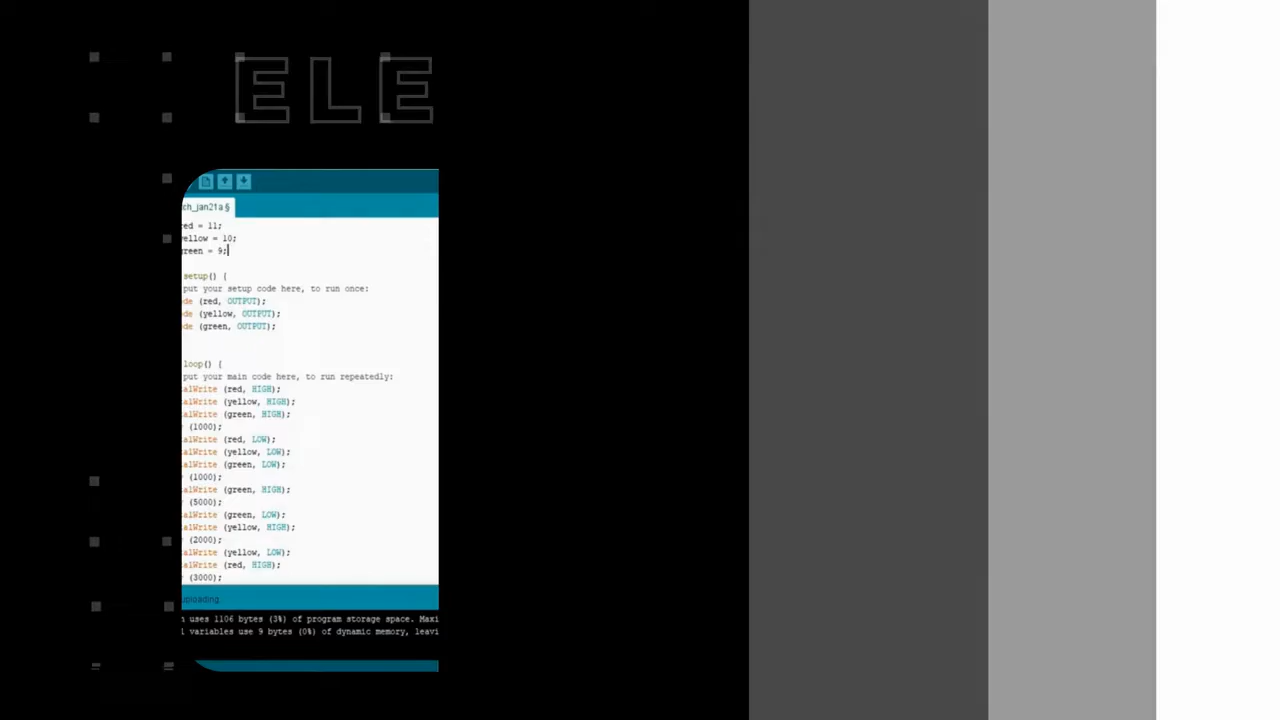 ELE
ch_jan21a §
red = 11;
yellow = 10;
green = 9;
setup() {
put your setup code here, to run once:
de (red, OUTPUT);
de (yellow, OUTPUT);
de (green, OUTPUT);
loop() {
put your main code here, to run repeatedly:
alWrite (red, HIGH);
alWrite (yellow, HIGH);
alWrite (green, HIGH);
(1000);
alWrite (red, LOW);
alWrite (yellow, LOW);
alWrite (green, LOW);
(1000);
alWrite (green, HIGH);
(5000);
alWrite (green, LOW);
alWrite (yellow, HIGH);
(2000);
alWrite (yellow, LOW);
alWrite (red, HIGH);
(3000);
uploading
uses 1106 bytes (3%) of program storage space. Maxi
variables use 9 bytes (0%) of dynamic memory, leavi